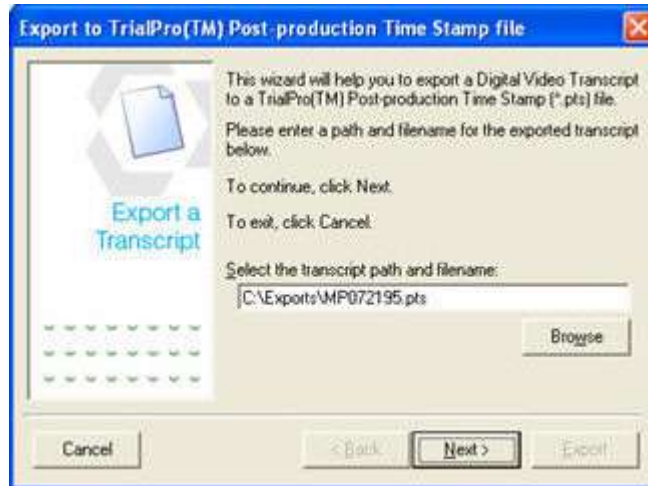 Export to TrialPro(TM) Post-production Time Stamp file
This wizard will help you to export a Digital Video Transcript
to a TrialPro(TM) Post-production Time Stamp (*.pts) file.
Please enter a path and filename for the exported transcript
below.
To continue, click Next.
To exit, click Cancel.
Export a
Transcript
Select the transcript path and filename:
C:\Exports\MP072195.pts
Browse
Cancel
< Back
Next >
Export